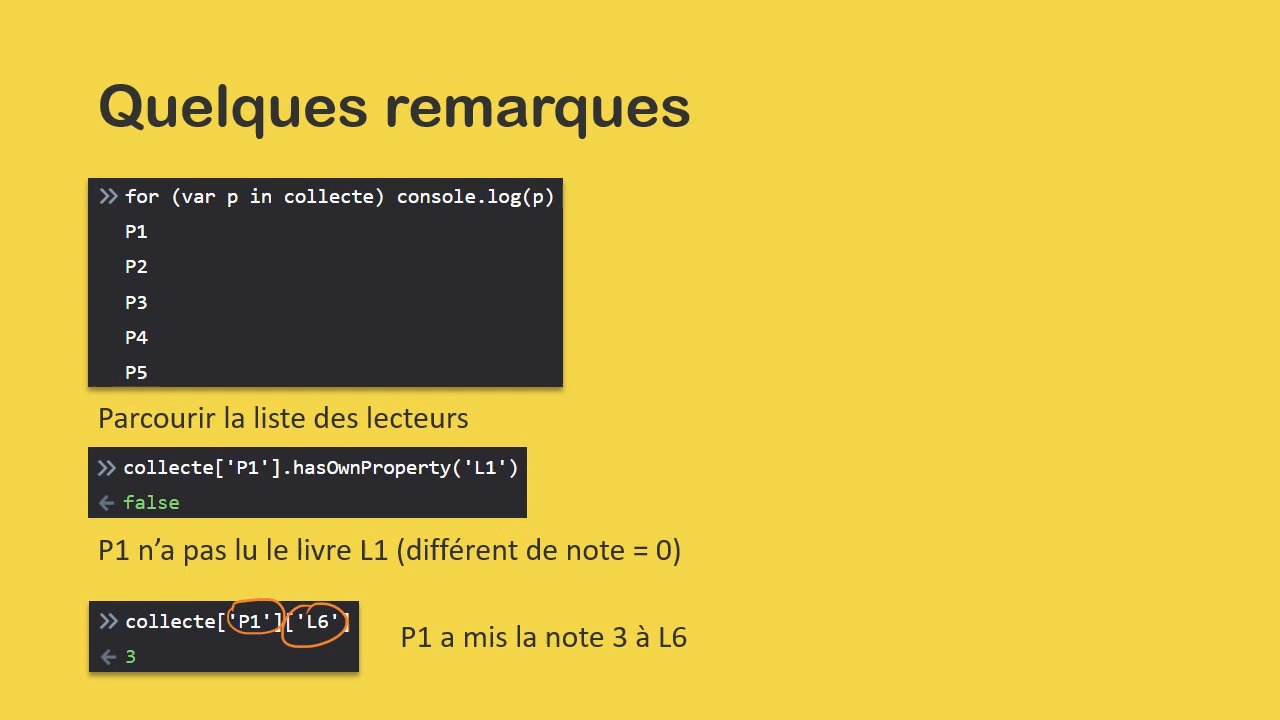 Quelques remarques
>> for (var p in collecte) console.log(p)
P1
P2
P3
P4
P5
Parcourir la liste des lecteurs
>> collecte['P1'].hasOwnProperty('L1')
← false
P1 n’a pas lu le livre L1 (différent de note = 0)
>> collecte['P1']['L6']
← 3
P1 a mis la note 3 à L6